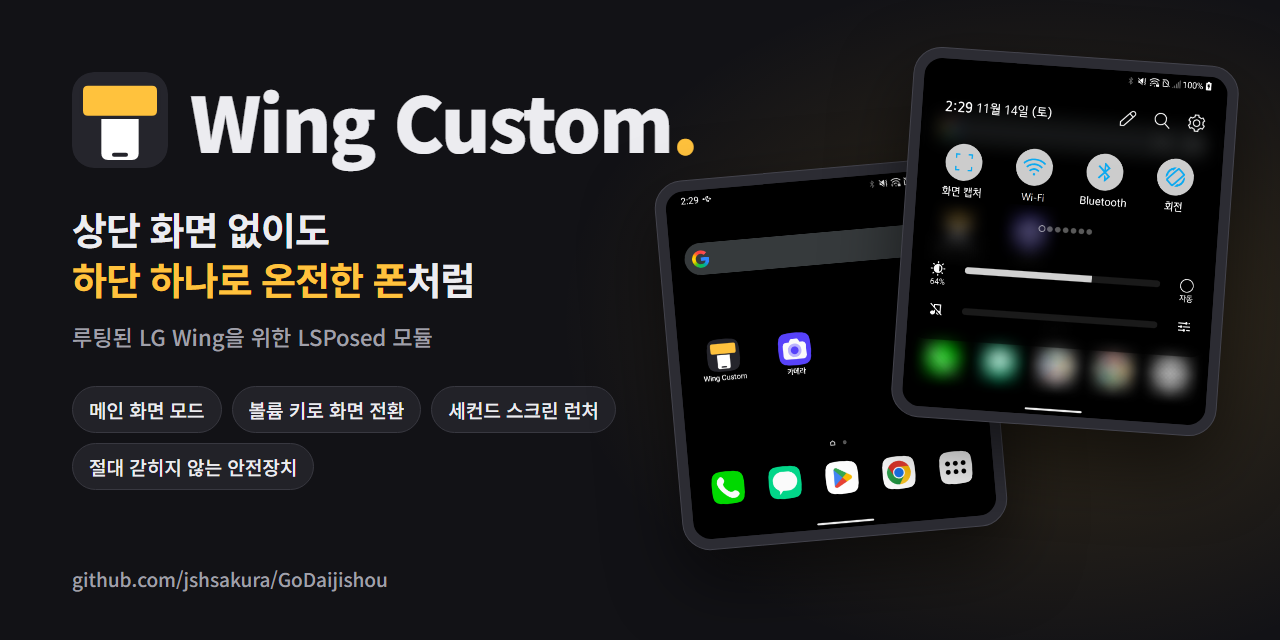 Wing Custom.
상단 화면 없이도
하단 하나로 온전한 폰처럼
루팅된 LG Wing을 위한 LSPosed 모듈
메인 화면 모드
볼륨 키로 화면 전환
세컨드 스크린 런처
절대 갇히지 않는 안전장치
github.com/jshsakura/GoDaijishou
2:29
Wing Custom
카메라
100%
2:29 11월 14일 (토)
화면 캡처
Wi-Fi
Bluetooth
회전
64%
자동